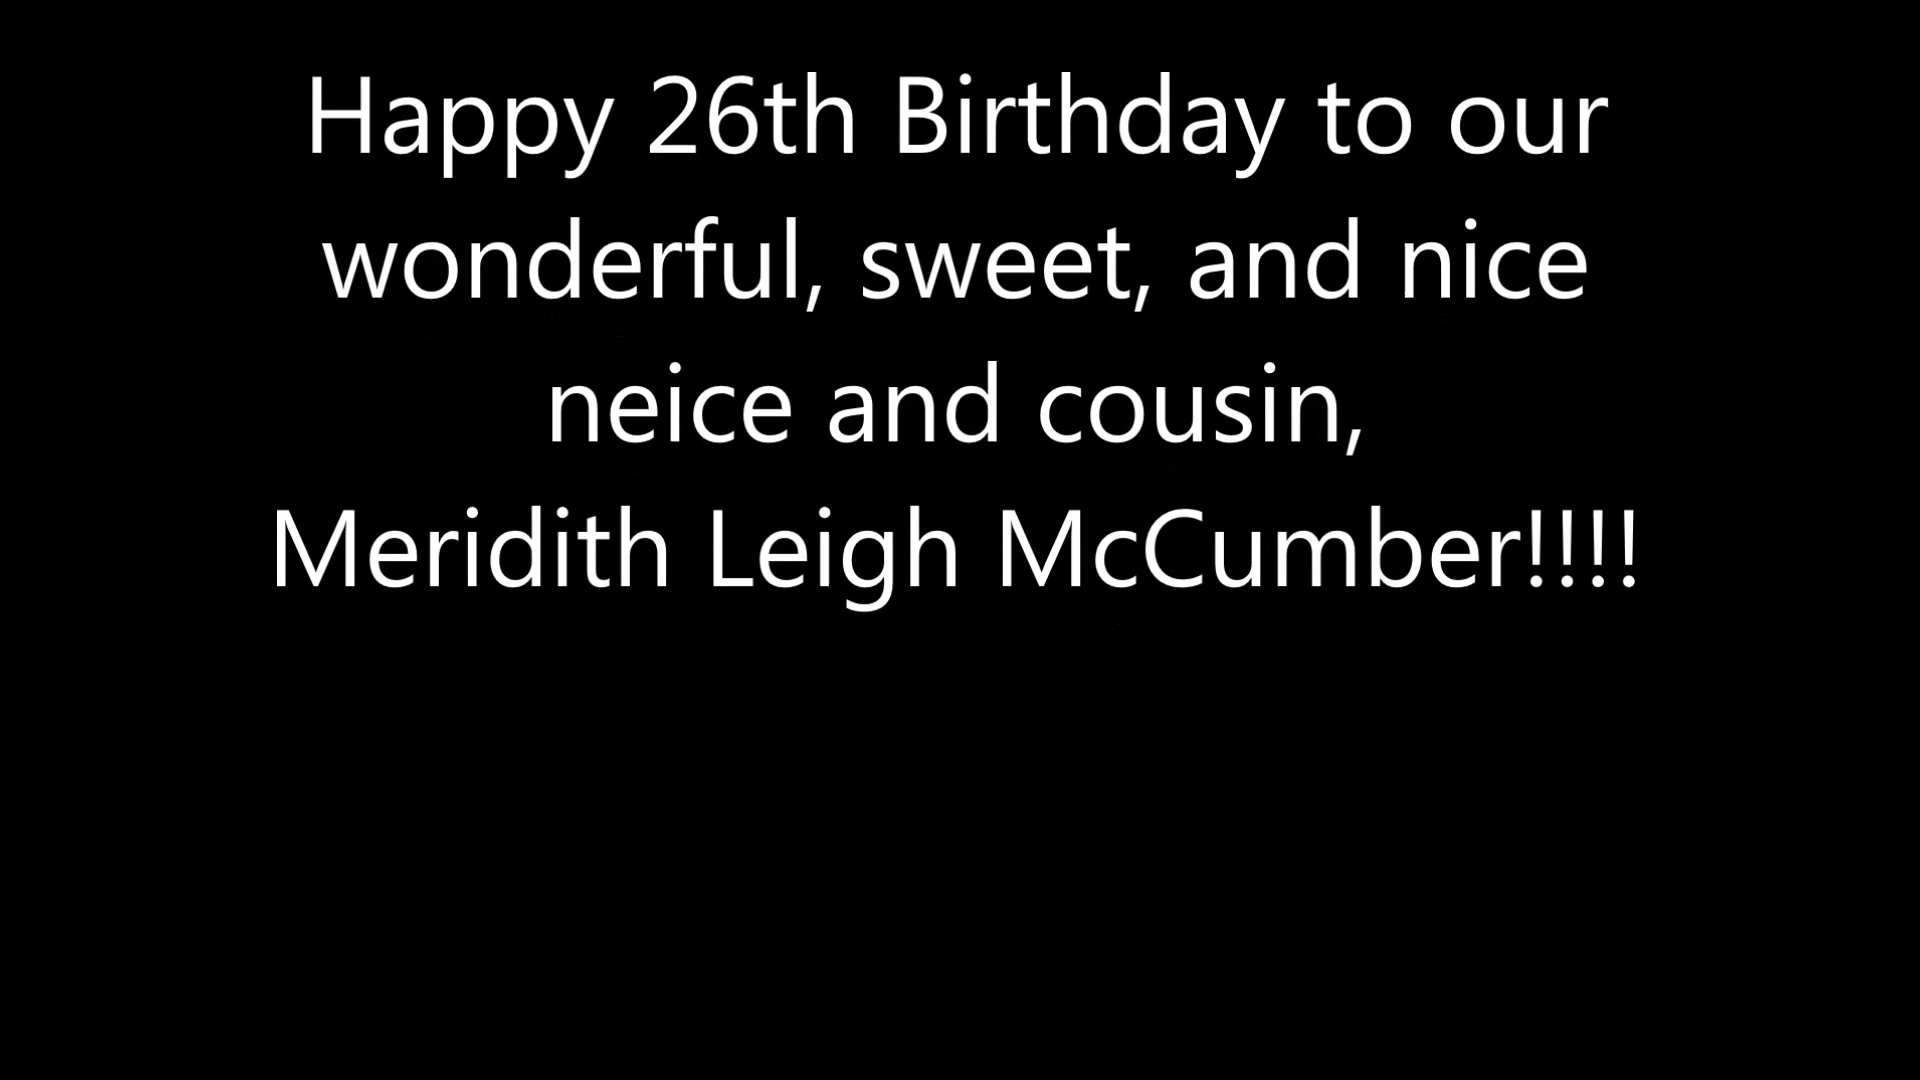 Happy 26th Birthday to our
wonderful, sweet, and nice
neice and cousin,
Meridith Leigh McCumber!!!!